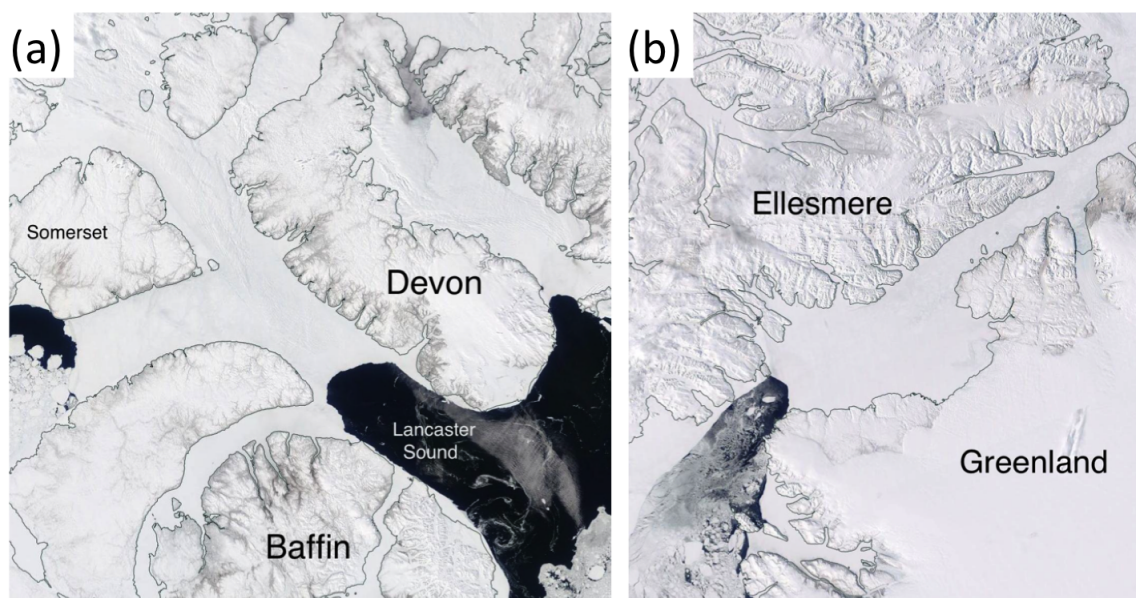 (a)
Somerset
Devon
Lancaster
Sound
Baffin
(b)
Ellesmere
Greenland